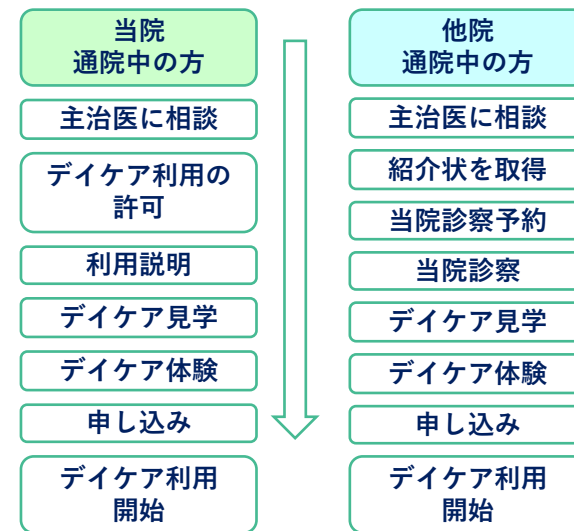 当院
通院中の方
主治医に相談
デイケア利用の
許可
利用説明
デイケア見学
デイケア体験
申し込み
デイケア利用
開始
他院
通院中の方
主治医に相談
紹介状を取得
当院診察予約
当院診察
デイケア見学
デイケア体験
申し込み
デイケア利用
開始